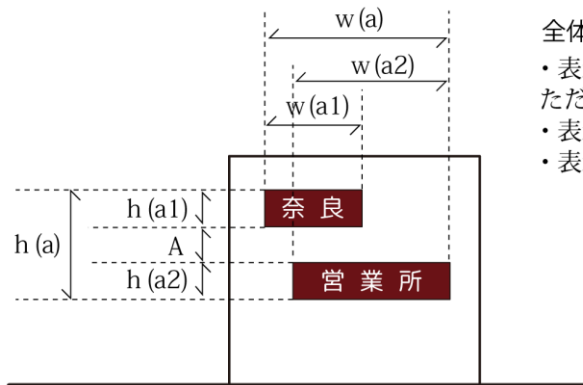 w (a)
w (a2)
w (a1)
全体
・表
ただ
・表
・表
h (a1)
奈 良
h (a)
A
h (a2)
営 業 所